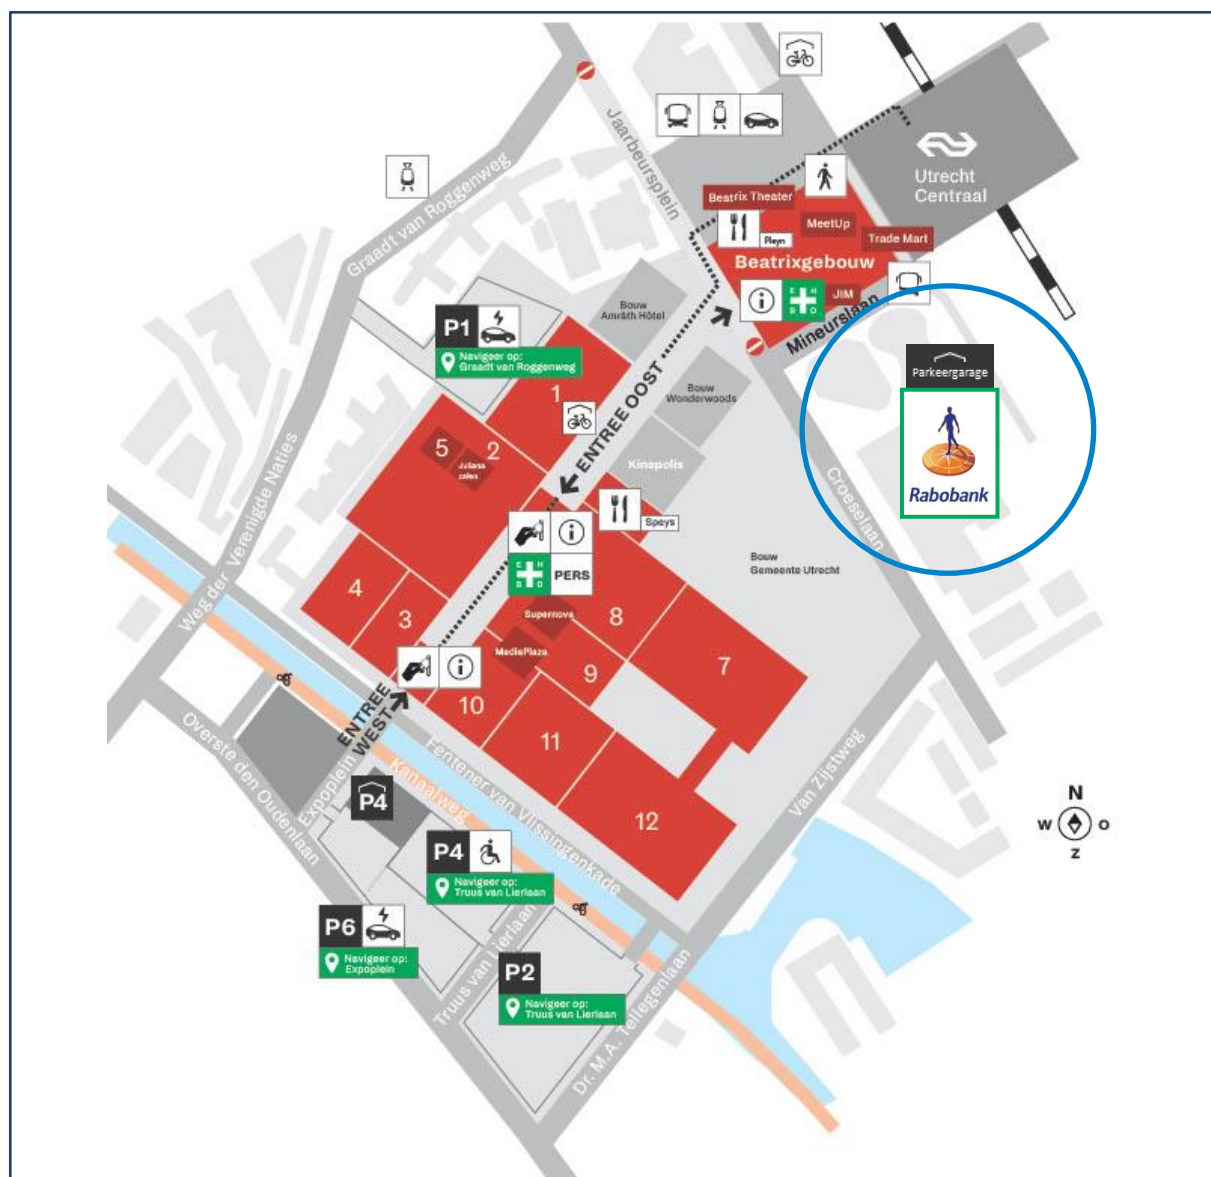 Jaarbeursplein
Utrecht
Centraal
Graadt van Roggenweg
Beatrix Theater
MeetUp
Pleyn
Trade Mart
Beatrixgebouw
E H
B O
JIM
Mineurslaan
Bouw
Amrâth Hôtel
P1
Navigeer op:
Graadt van Roggenweg
Parkeergarage
Rabobank
1
ENTREE OOST
Bouw
Wonderwoods
5
2
Juliana
zalen
Kinepolis
Croeselaan
Speys
Weg der Verenigde Naties
E H
B O
PERS
Bouw
Gemeente Utrecht
4
3
Supernova
8
MediaPlaza
9
7
ENTREE
WEST
10
11
12
Overste den Oudenlaan
Expoplein
Kanaalweg
Fentener van Vlissingenkade
Van Zijstweg
P4
P4
Navigeer op:
Truus van Lierlaan
N
W O
Z
P6
Navigeer op:
Expoplein
Truus van Lierlaan
P2
Navigeer op:
Truus van Lierlaan
Dr. M.A. Tellegenlaan